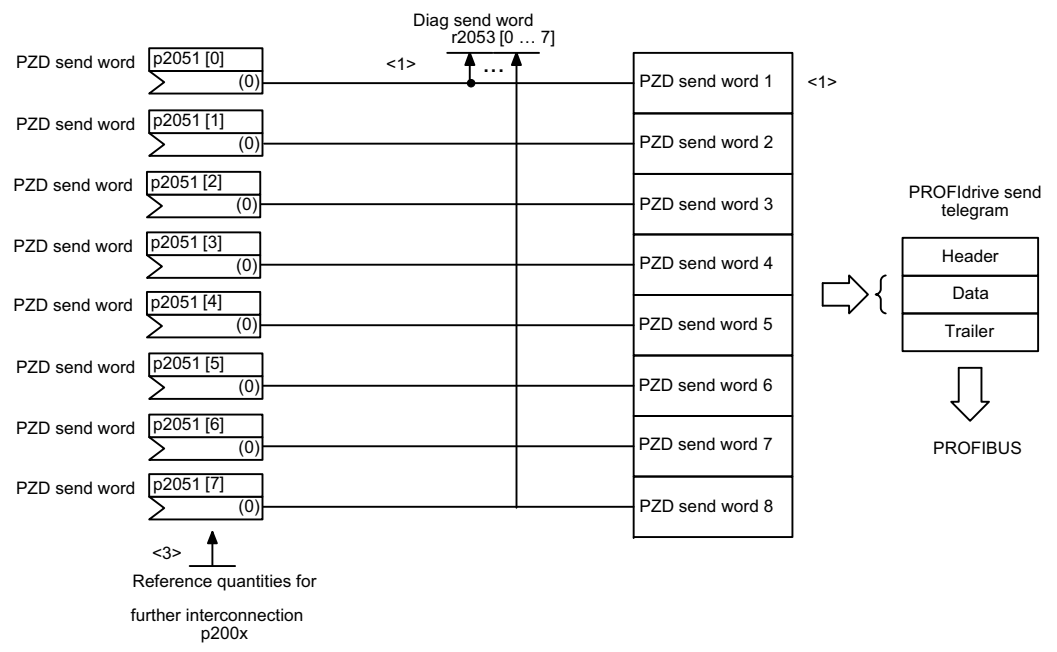 Diag send word
r2053 [0 … 7]
PZD send word
p2051 [0]
(0)
<1>
...
PZD send word 1
<1>
PZD send word
p2051 [1]
(0)
PZD send word 2
PZD send word
p2051 [2]
(0)
PZD send word 3
PZD send word
p2051 [3]
(0)
PZD send word 4
PZD send word
p2051 [4]
(0)
PZD send word 5
PZD send word
p2051 [5]
(0)
PZD send word 6
PZD send word
p2051 [6]
(0)
PZD send word 7
PZD send word
p2051 [7]
(0)
PZD send word 8
PROFIdrive send
telegram
Header
Data
Trailer
PROFIBUS
<3>
Reference quantities for
further interconnection
p200x